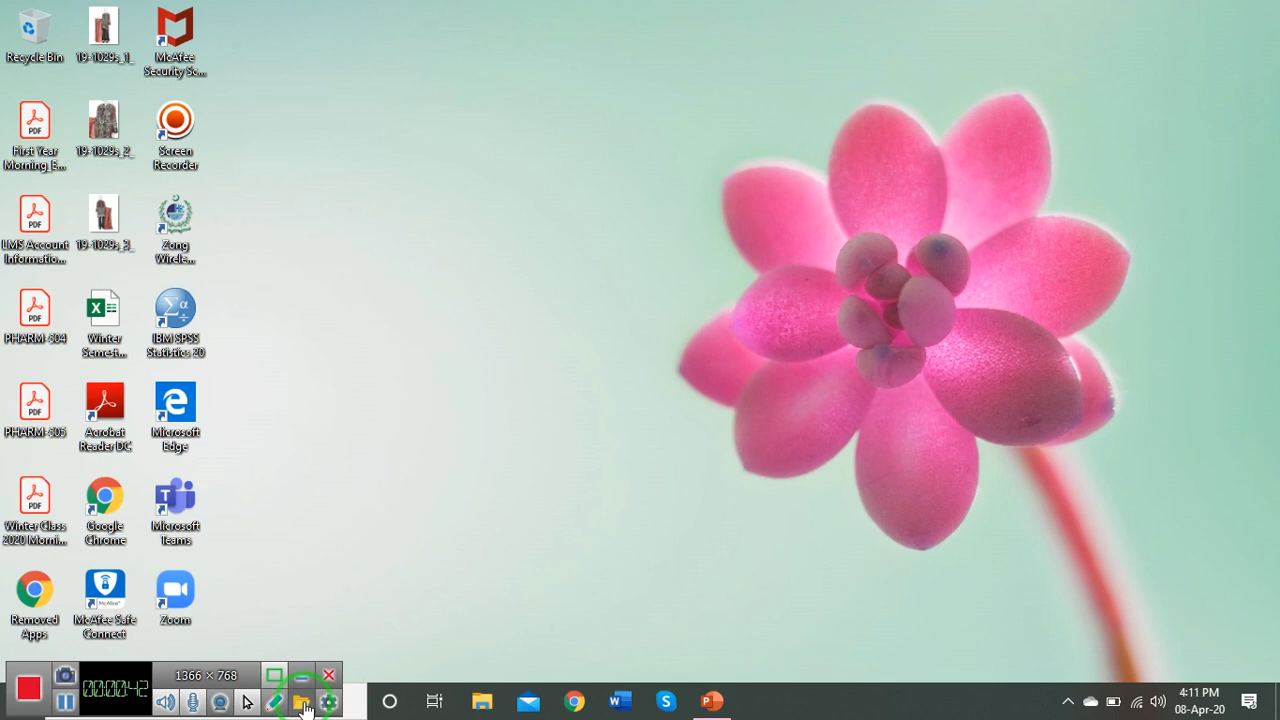 Recycle Bin
19-1029s_1_
McAfee
Security Sc...
PDF
First Year
Morning_E...
19-1029s_2_
Screen
Recorder
PDF
LMS Account
Informatio...
19-1029s_3_
Zong
Wirele...
PDF
PHARM-504
Winter
Semest...
IBM SPSS
Statistics 20
PDF
PHARM-505
Acrobat
Reader DC
Microsoft
Edge
PDF
Winter Class
2020 Morni...
Google
Chrome
Microsoft
Teams
Removed
Apps
McAfee Safe
Connect
Zoom
1366 × 768
00:00:42
4:11 PM
08-Apr-20